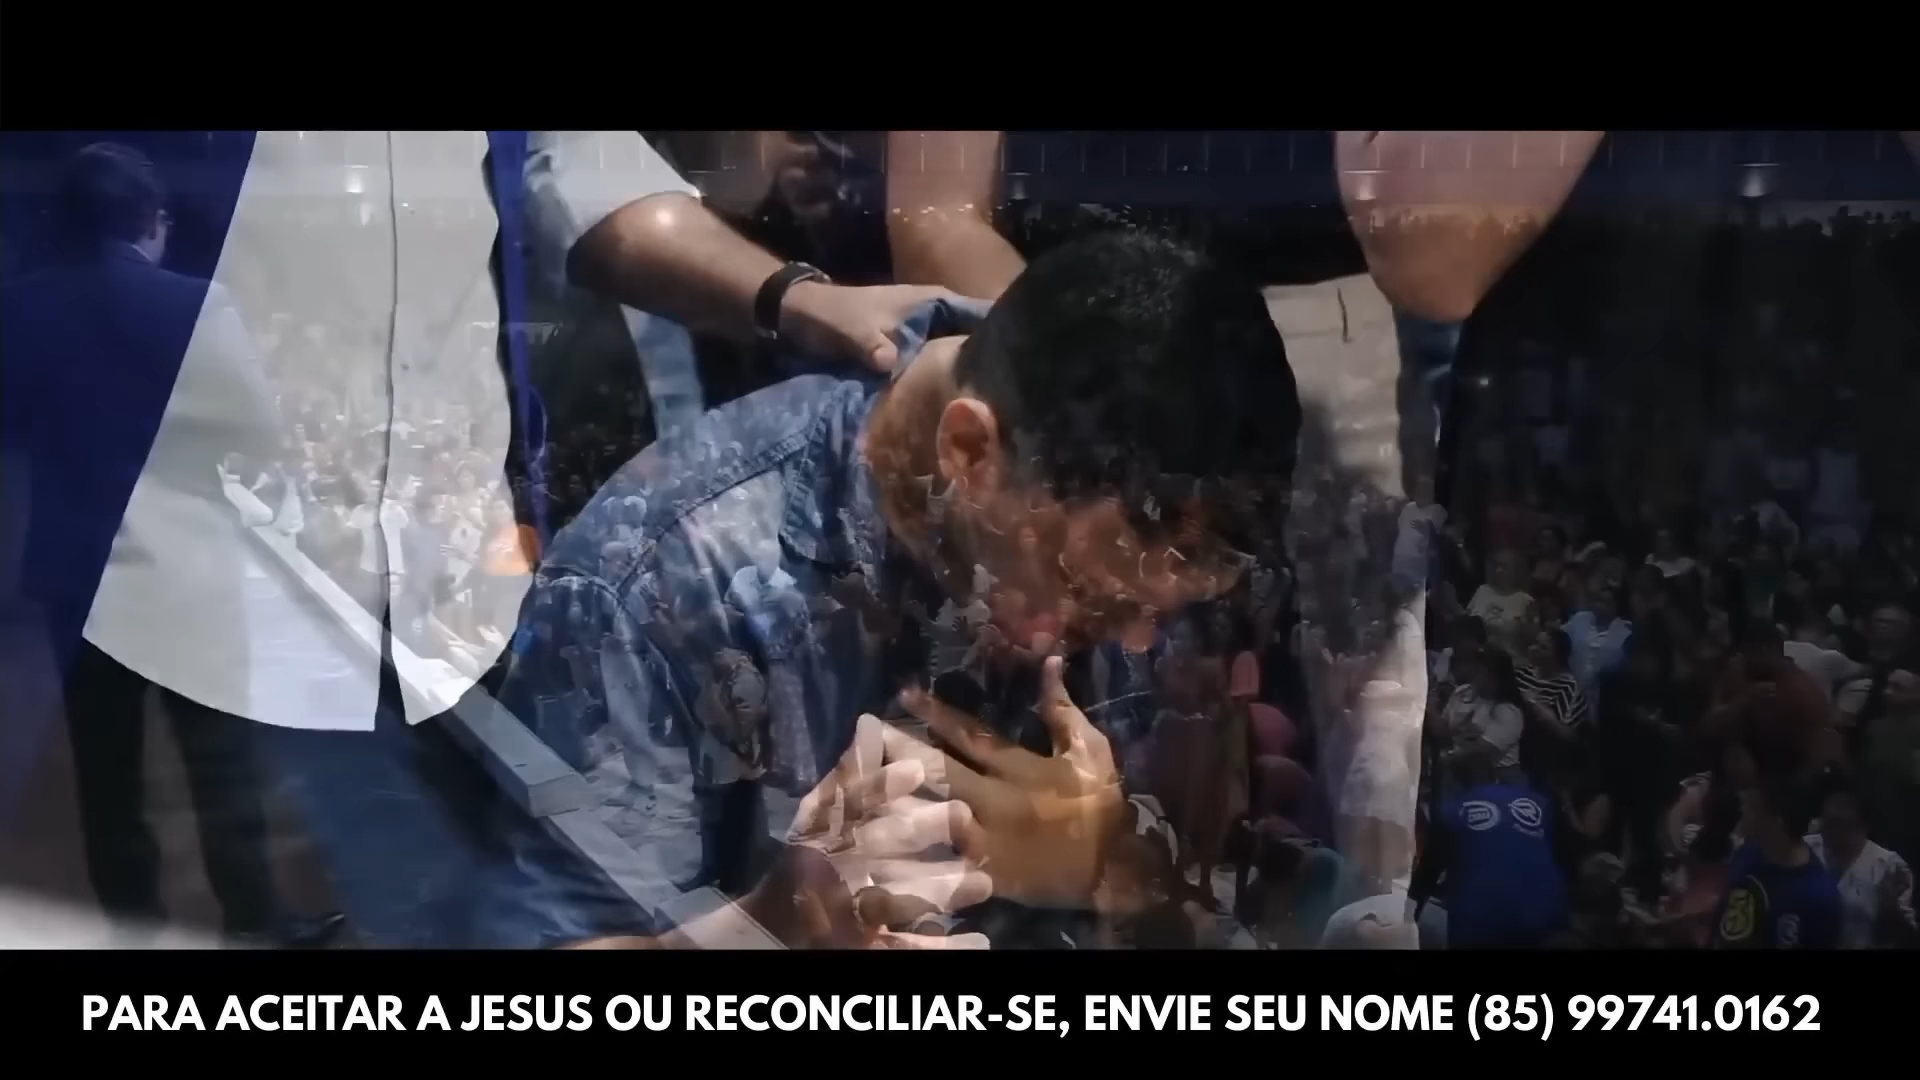 PARA ACEITAR A JESUS OU RECONCILIAR-SE, ENVIE SEU NOME (85) 99741.0162